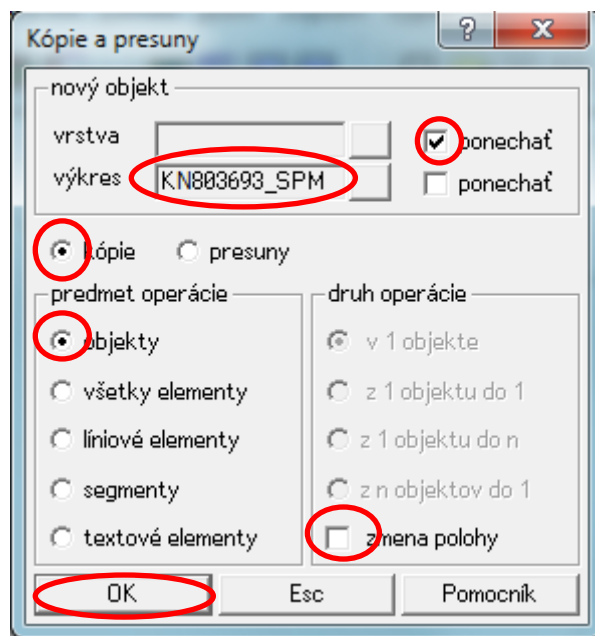 Kópie a presuny
?
x
nový objekt
vrstva
ponechať
výkres
KN803693_SPM
ponechať
kópie
presuny
predmet operácie
druh operácie
objekty
v 1 objekte
všetky elementy
z 1 objektu do 1
líniové elementy
z 1 objektu do n
segmenty
z n objektov do 1
textové elementy
zmena polohy
OK
Esc
Pomocník